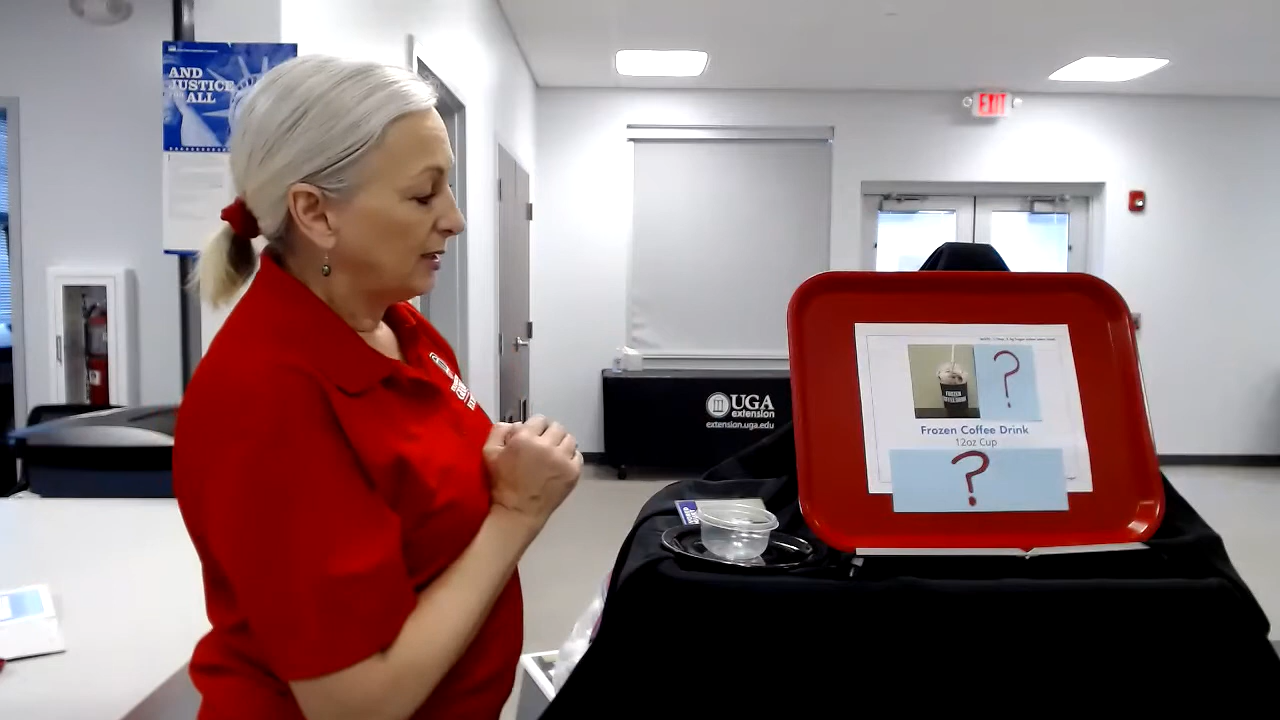 AND
JUSTICE
ALL
EXIT
UGA
extension
extension.uga.edu
?
FROZEN
COFFEE DRINK
Frozen Coffee Drink
12oz Cup
?